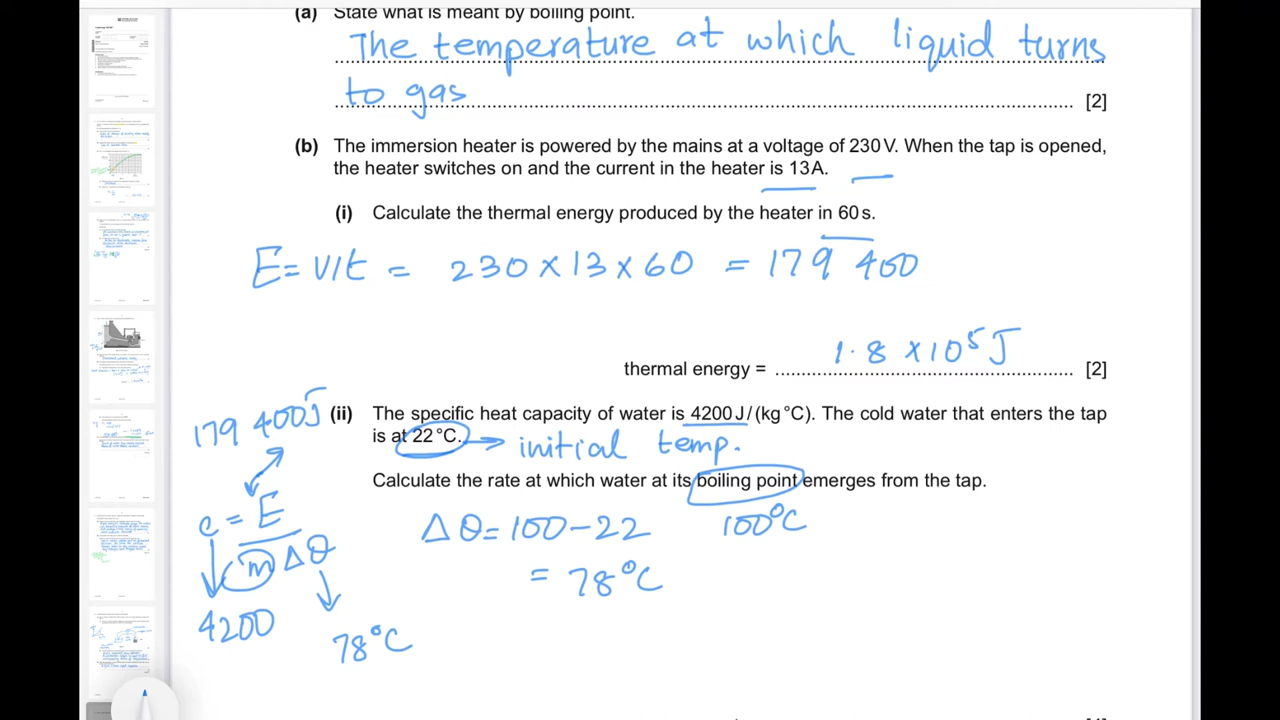 (a) State what is meant by boiling point.
The temperature at which liquid turns
to gas
[2]
(b) The immersion heater is powered by the mains at a voltage of 230 V. When the tap is opened,
the heater switches on and the current in the heater is 13A.
(i) Calculate the thermal energy produced by the heater in 60 s.
E = VIt = 230 × 13 × 60 = 179 400
1.8 × 10⁵ J
thermal energy = [2]
179 400J
(ii) The specific heat capacity of water is 4200 J/(kg °C). The cold water that enters the tap
is at 22 °C. → initial temp.
Calculate the rate at which water at its boiling point emerges from the tap.
c = E
m Δθ
Δθ = 100 - 22
100°C
= 78°C
4200
78°C